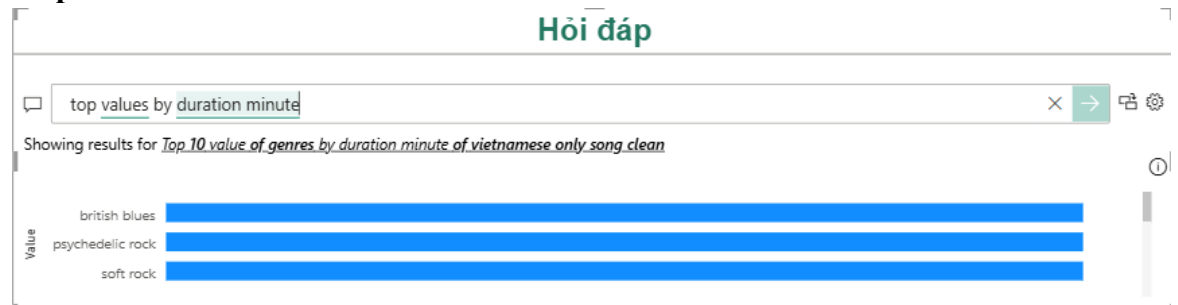 Hỏi đáp
top values by duration minute
Showing results for Top 10 value of genres by duration minute of vietnamese only song clean
british blues
Value
psychedelic rock
soft rock